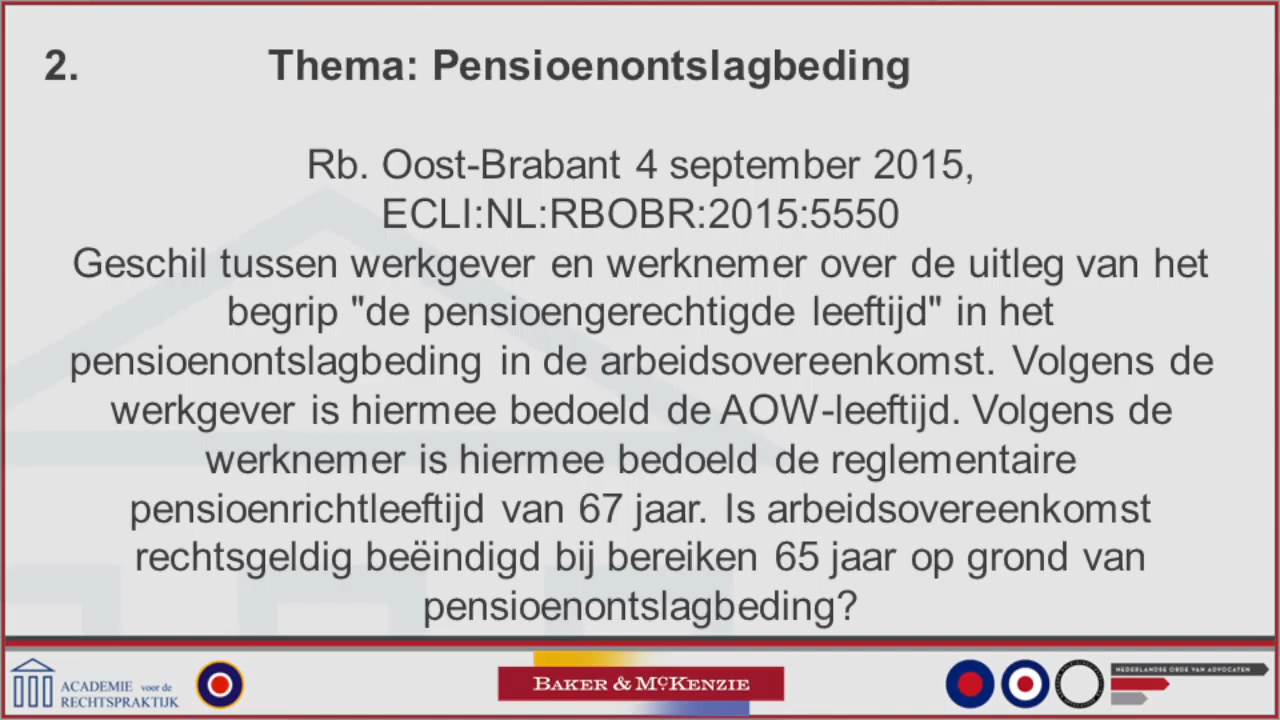 2. Thema: Pensioenontslagbeding
Rb. Oost-Brabant 4 september 2015,
ECLI:NL:RBOBR:2015:5550
Geschil tussen werkgever en werknemer over de uitleg van het
begrip "de pensioengerechtigde leeftijd" in het
pensioenontslagbeding in de arbeidsovereenkomst. Volgens de
werkgever is hiermee bedoeld de AOW-leeftijd. Volgens de
werknemer is hiermee bedoeld de reglementaire
pensioenrichtleeftijd van 67 jaar. Is arbeidsovereenkomst
rechtsgeldig beëindigd bij bereiken 65 jaar op grond van
pensioenontslagbeding?
ACADEMIE voor de
RECHTSPRAKTIJK
BAKER & MCKENZIE
NEDERLANDSE ORDE VAN ADVOCATEN